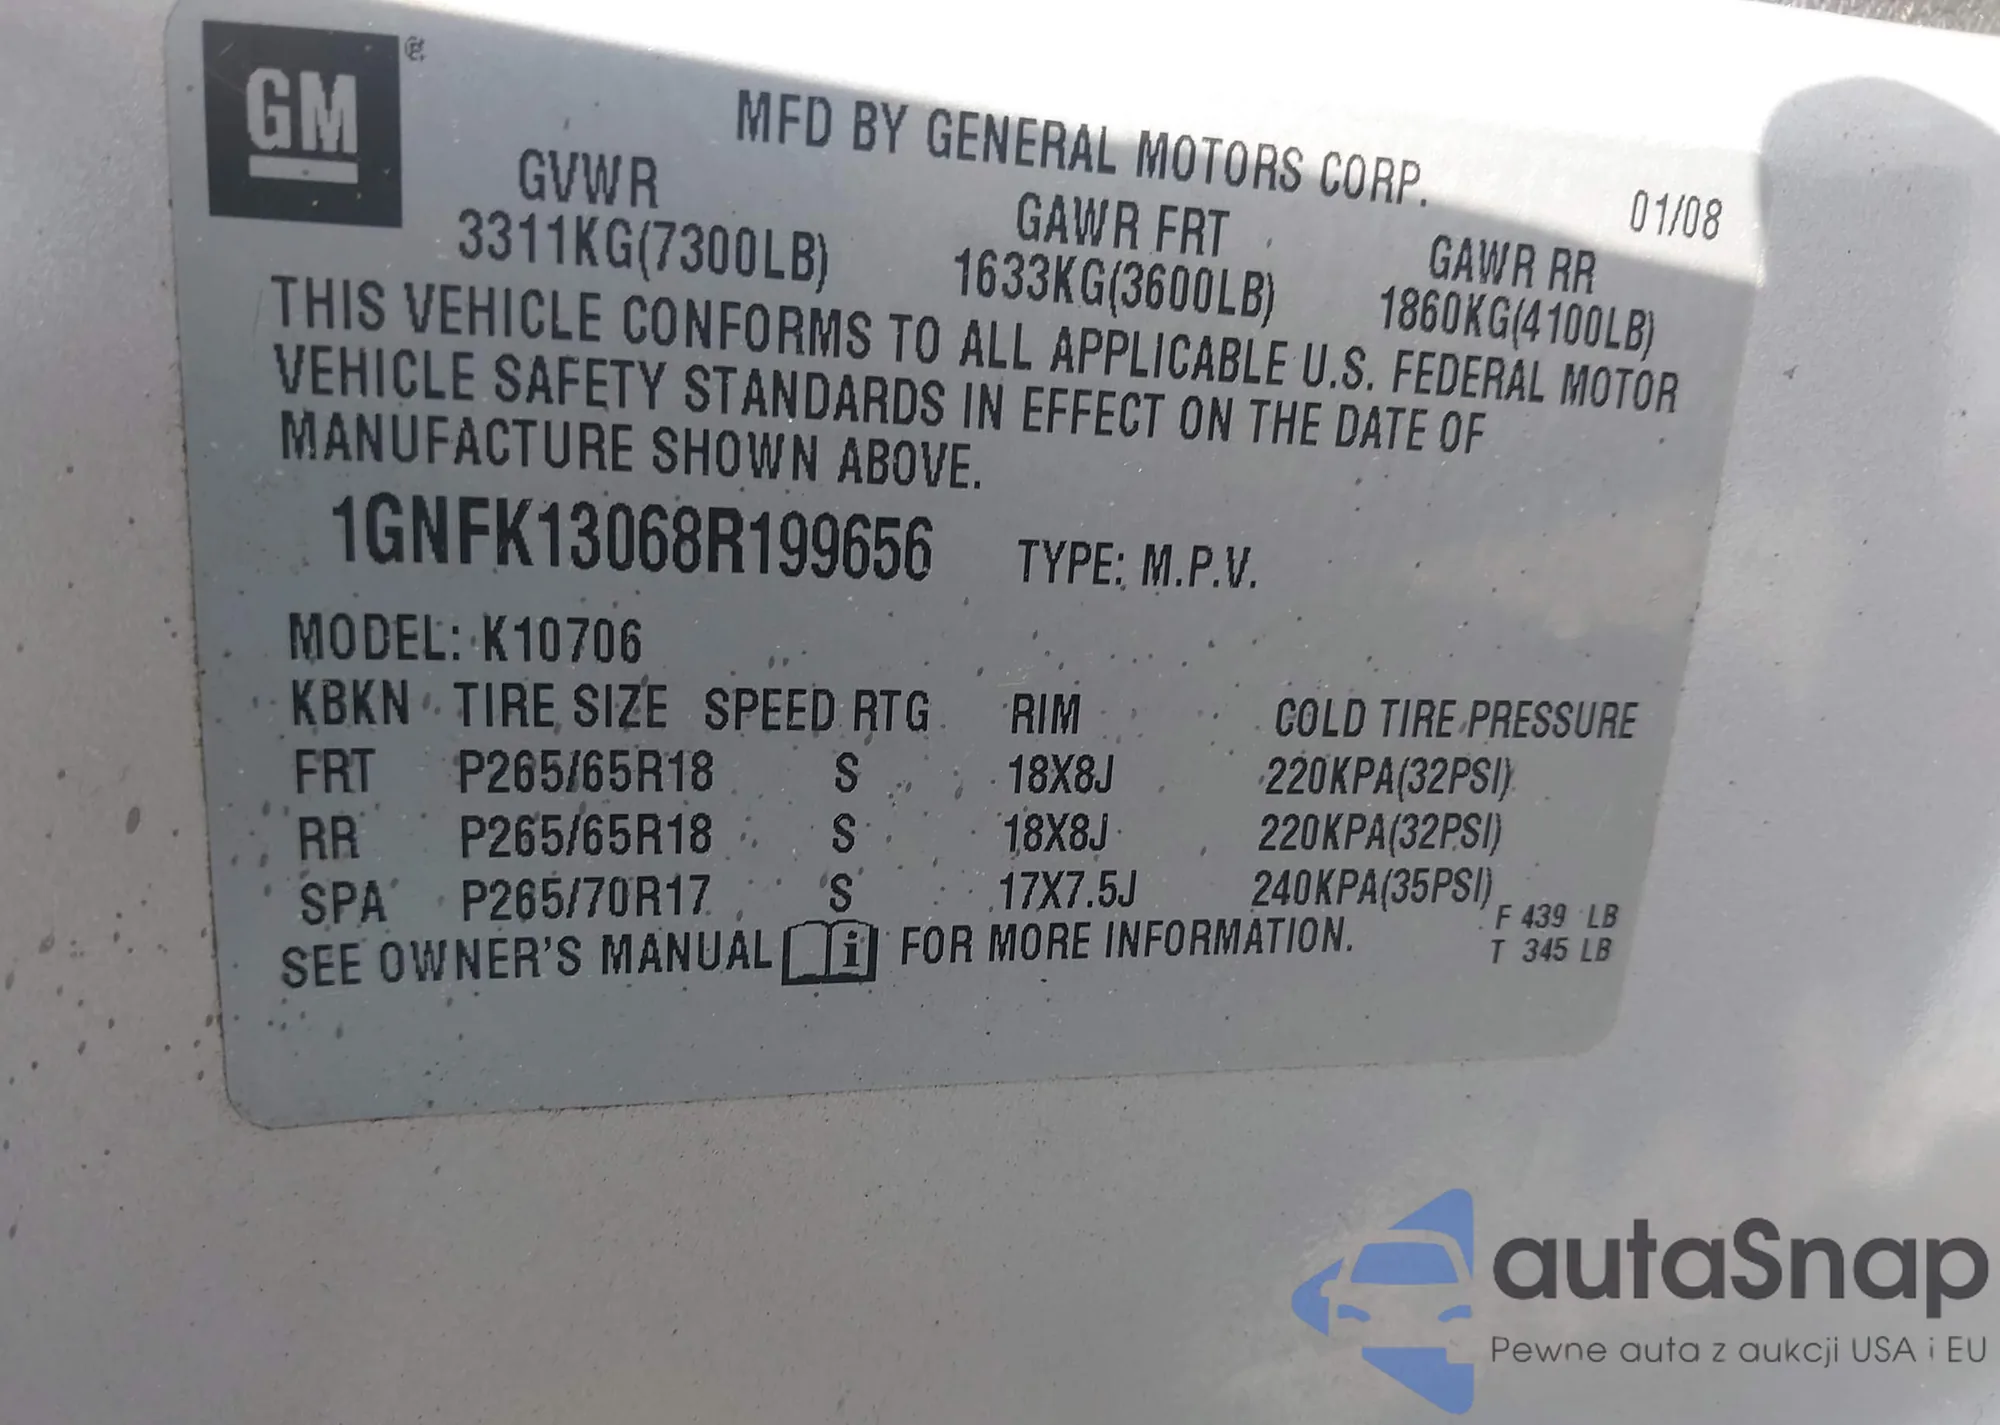 GM
MFD BY GENERAL MOTORS CORP.
01/08
GVWR GAWR FRT GAWR RR
3311KG(7300LB) 1633KG(3600LB) 1860KG(4100LB)
THIS VEHICLE CONFORMS TO ALL APPLICABLE U.S. FEDERAL MOTOR
VEHICLE SAFETY STANDARDS IN EFFECT ON THE DATE OF
MANUFACTURE SHOWN ABOVE.
1GNFK13068R199656 TYPE: M.P.V.
MODEL: K10706
KBKN TIRE SIZE SPEED RTG RIM COLD TIRE PRESSURE
FRT P265/65R18 S 18X8J 220KPA(32PSI)
RR P265/65R18 S 18X8J 220KPA(32PSI)
SPA P265/70R17 S 17X7.5J 240KPA(35PSI)
SEE OWNER'S MANUAL i FOR MORE INFORMATION.
F 439 LB
T 345 LB
autaSnap
Pewne auta z aukcji USA i EU